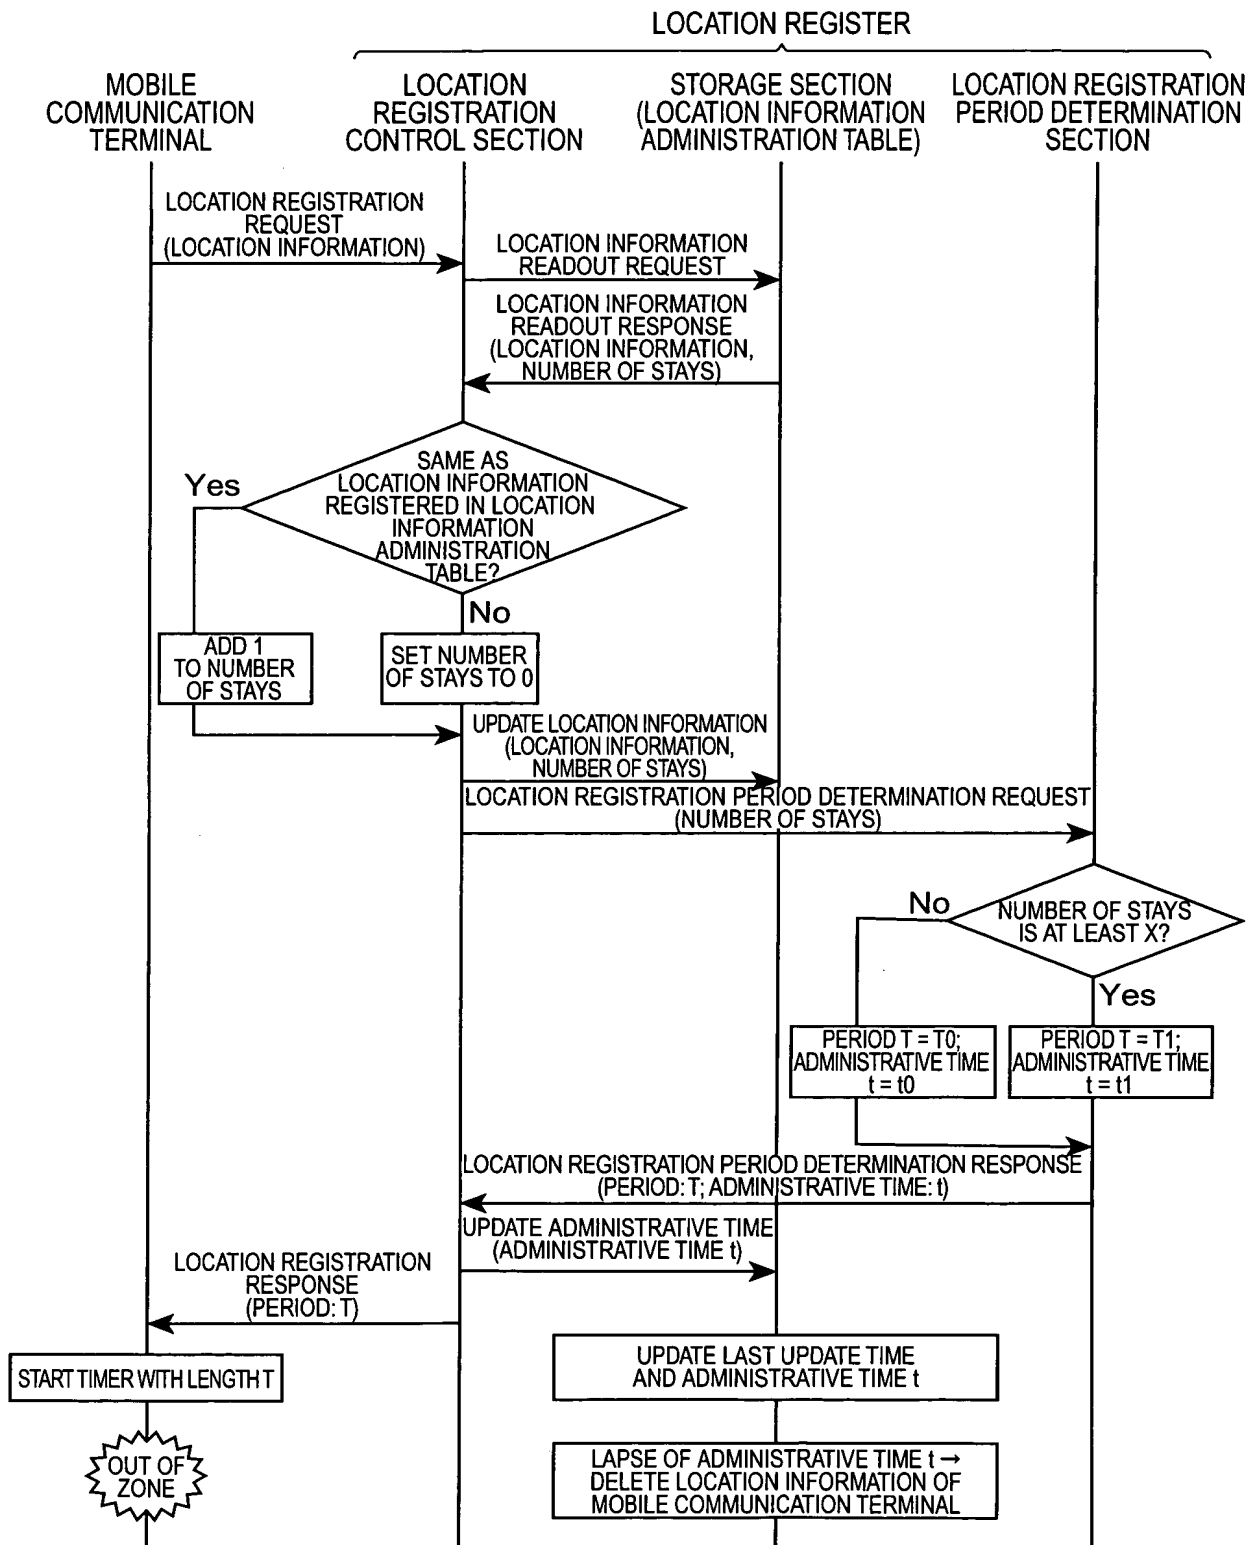 LOCATION REGISTER
MOBILE
COMMUNICATION
TERMINAL
LOCATION
REGISTRATION
CONTROL SECTION
STORAGE SECTION
(LOCATION INFORMATION
ADMINISTRATION TABLE)
LOCATION REGISTRATION
PERIOD DETERMINATION
SECTION
LOCATION REGISTRATION
REQUEST
(LOCATION INFORMATION)
LOCATION INFORMATION
READOUT REQUEST
LOCATION INFORMATION
READOUT RESPONSE
(LOCATION INFORMATION,
NUMBER OF STAYS)
SAME AS
LOCATION INFORMATION
REGISTERED IN LOCATION
INFORMATION
ADMINISTRATION
TABLE?
Yes
No
ADD 1
TO NUMBER
OF STAYS
SET NUMBER
OF STAYS TO 0
UPDATE LOCATION INFORMATION
(LOCATION INFORMATION,
NUMBER OF STAYS)
LOCATION REGISTRATION PERIOD DETERMINATION REQUEST
(NUMBER OF STAYS)
NUMBER OF STAYS
IS AT LEAST X?
No
Yes
PERIOD T = T0;
ADMINISTRATIVE TIME
t = t0
PERIOD T = T1;
ADMINISTRATIVE TIME
t = t1
LOCATION REGISTRATION PERIOD DETERMINATION RESPONSE
(PERIOD: T; ADMINISTRATIVE TIME: t)
UPDATE ADMINISTRATIVE TIME
(ADMINISTRATIVE TIME t)
LOCATION REGISTRATION
RESPONSE
(PERIOD: T)
START TIMER WITH LENGTH T
UPDATE LAST UPDATE TIME
AND ADMINISTRATIVE TIME t
OUT OF
ZONE
LAPSE OF ADMINISTRATIVE TIME t →
DELETE LOCATION INFORMATION OF
MOBILE COMMUNICATION TERMINAL